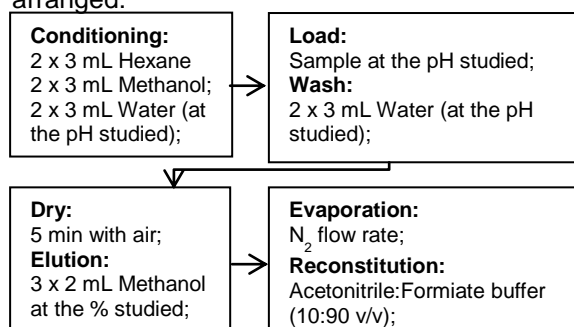 arranged.
Conditioning:
2 x 3 mL Hexane
2 x 3 mL Methanol;
2 x 3 mL Water (at
the pH studied);
Load:
Sample at the pH studied;
Wash:
2 x 3 mL Water (at the pH
studied);
Dry:
5 min with air;
Elution:
3 x 2 mL Methanol
at the % studied;
Evaporation:
N2 flow rate;
Reconstitution:
Acetonitrile:Formiate buffer
(10:90 v/v);